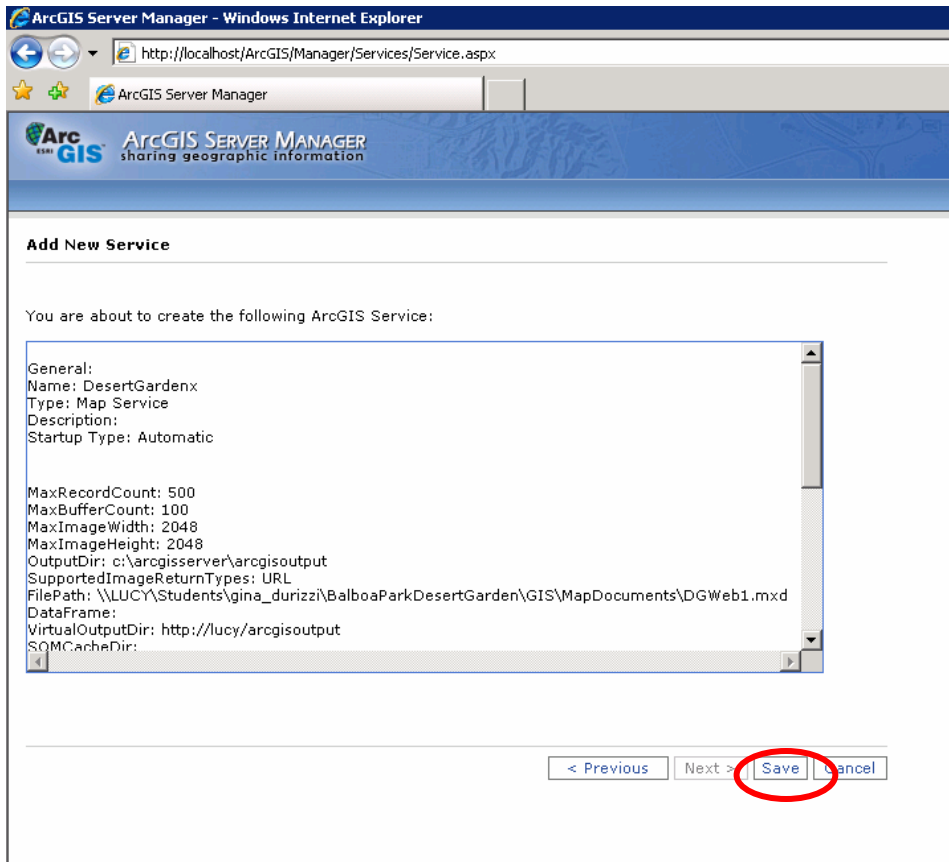 ArcGIS Server Manager - Windows Internet Explorer
http://localhost/ArcGIS/Manager/Services/Service.aspx
ArcGIS Server Manager
Arc GIS ESRI
ARCGIS SERVER MANAGER
sharing geographic information
Add New Service
You are about to create the following ArcGIS Service:
General:
Name: DesertGardenx
Type: Map Service
Description:
Startup Type: Automatic
MaxRecordCount: 500
MaxBufferCount: 100
MaxImageWidth: 2048
MaxImageHeight: 2048
OutputDir: c:\arcgisserver\arcgisoutput
SupportedImageReturnTypes: URL
FilePath: \\LUCY\Students\gina_durizzi\BalboaParkDesertGarden\GIS\MapDocuments\DGWeb1.mxd
DataFrame:
VirtualOutputDir: http://lucy/arcgisoutput
SOMCacheDir:
< Previous Next > Save Cancel